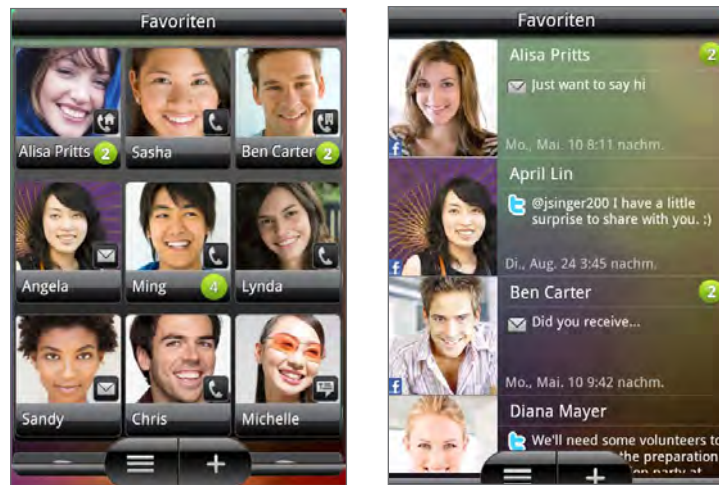 Favoriten
Alisa Pritts 2
Sasha
Ben Carter 2
Angela
Ming 4
Lynda
Sandy
Chris
Michelle
Favoriten
Alisa Pritts 2
Just want to say hi
Mo., Mai. 10 8:11 nachm.
April Lin
@jsinger200 I have a little
surprise to share with you. :)
Di., Aug. 24 3:45 nachm.
Ben Carter 2
Did you receive...
Mo., Mai. 10 9:42 nachm.
Diana Mayer
We'll need some volunteers to
the preparation
party at